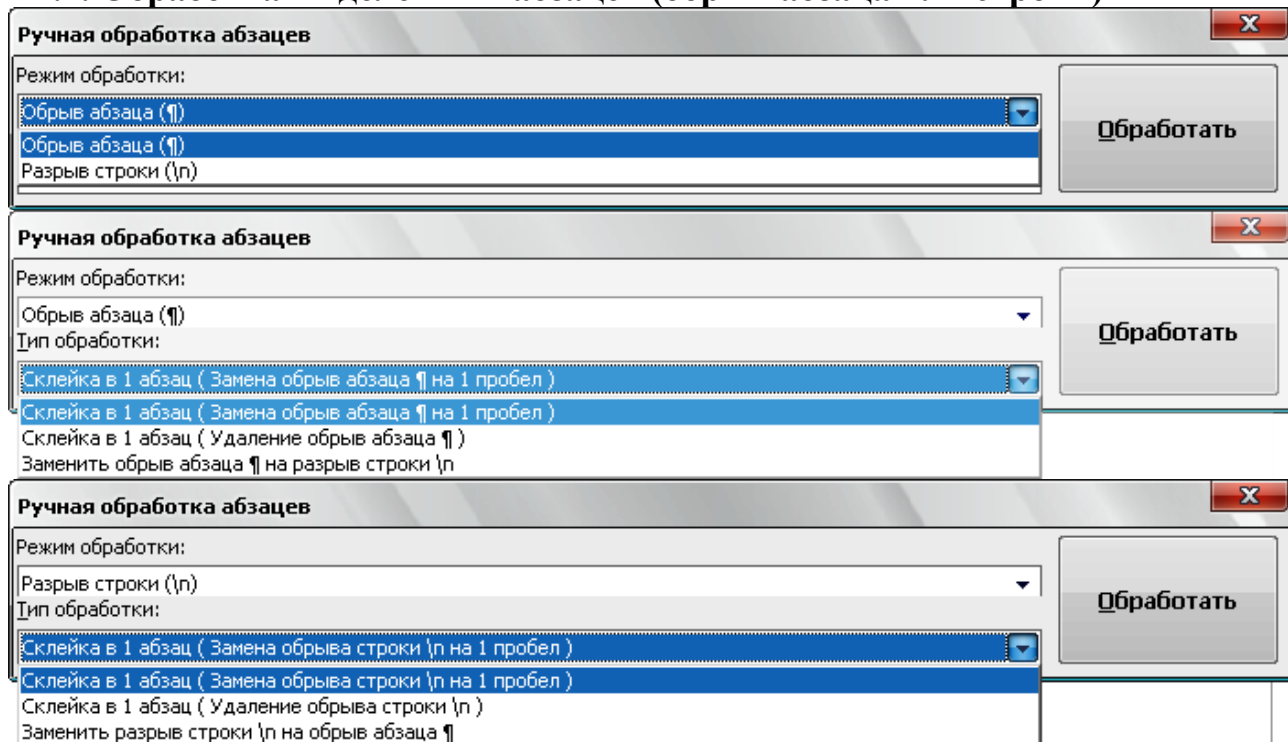 Ручная обработка абзацев
X
Режим обработки:
Обрыв абзаца (¶)
Обрыв абзаца (¶)
Разрыв строки (\n)
Обработать
Ручная обработка абзацев
X
Режим обработки:
Обрыв абзаца (¶)
Тип обработки:
Склейка в 1 абзац ( Замена обрыв абзаца ¶ на 1 пробел )
Склейка в 1 абзац ( Замена обрыв абзаца ¶ на 1 пробел )
Склейка в 1 абзац ( Удаление обрыв абзаца ¶ )
Заменить обрыв абзаца ¶ на разрыв строки \n
Обработать
Ручная обработка абзацев
X
Режим обработки:
Разрыв строки (\n)
Тип обработки:
Склейка в 1 абзац ( Замена обрыва строки \n на 1 пробел )
Склейка в 1 абзац ( Замена обрыва строки \n на 1 пробел )
Склейка в 1 абзац ( Удаление обрыва строки \n )
Заменить разрыв строки \n на обрыв абзаца ¶
Обработать